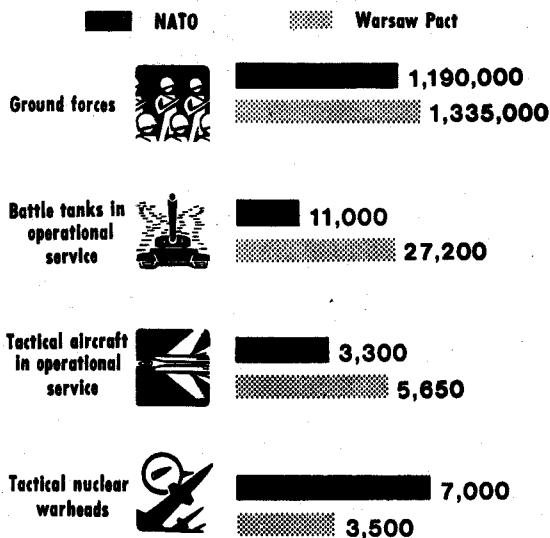 NATO
Warsaw Pact
Ground forces
1,190,000
1,335,000
Battle tanks in
operational
service
11,000
27,200
Tactical aircraft
in operational
service
3,300
5,650
Tactical nuclear
warheads
7,000
3,500